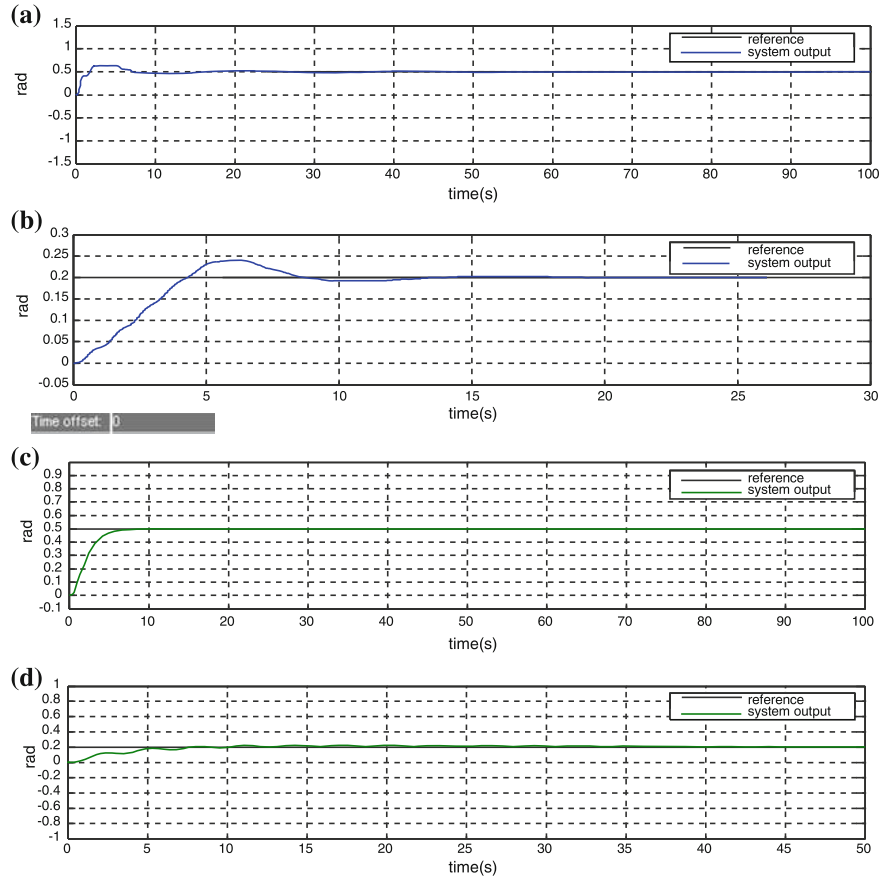 (a)
1.5
1
0.5
0
-0.5
-1
-1.5
rad
reference
system output
0 10 20 30 40 50 60 70 80 90 100
time(s)
(b)
0.3
0.25
0.2
0.15
0.1
0.05
0
-0.05
rad
reference
system output
0 5 10 15 20 25 30
time(s)
Time offset: 0
(c)
0.9
0.8
0.7
0.6
0.5
0.4
0.3
0.2
0.1
0
-0.1
rad
reference
system output
0 10 20 30 40 50 60 70 80 90 100
time(s)
(d)
1
0.8
0.6
0.4
0.2
0
-0.2
-0.4
-0.6
-0.8
-1
rad
reference
system output
0 5 10 15 20 25 30 35 40 45 50
time(s)